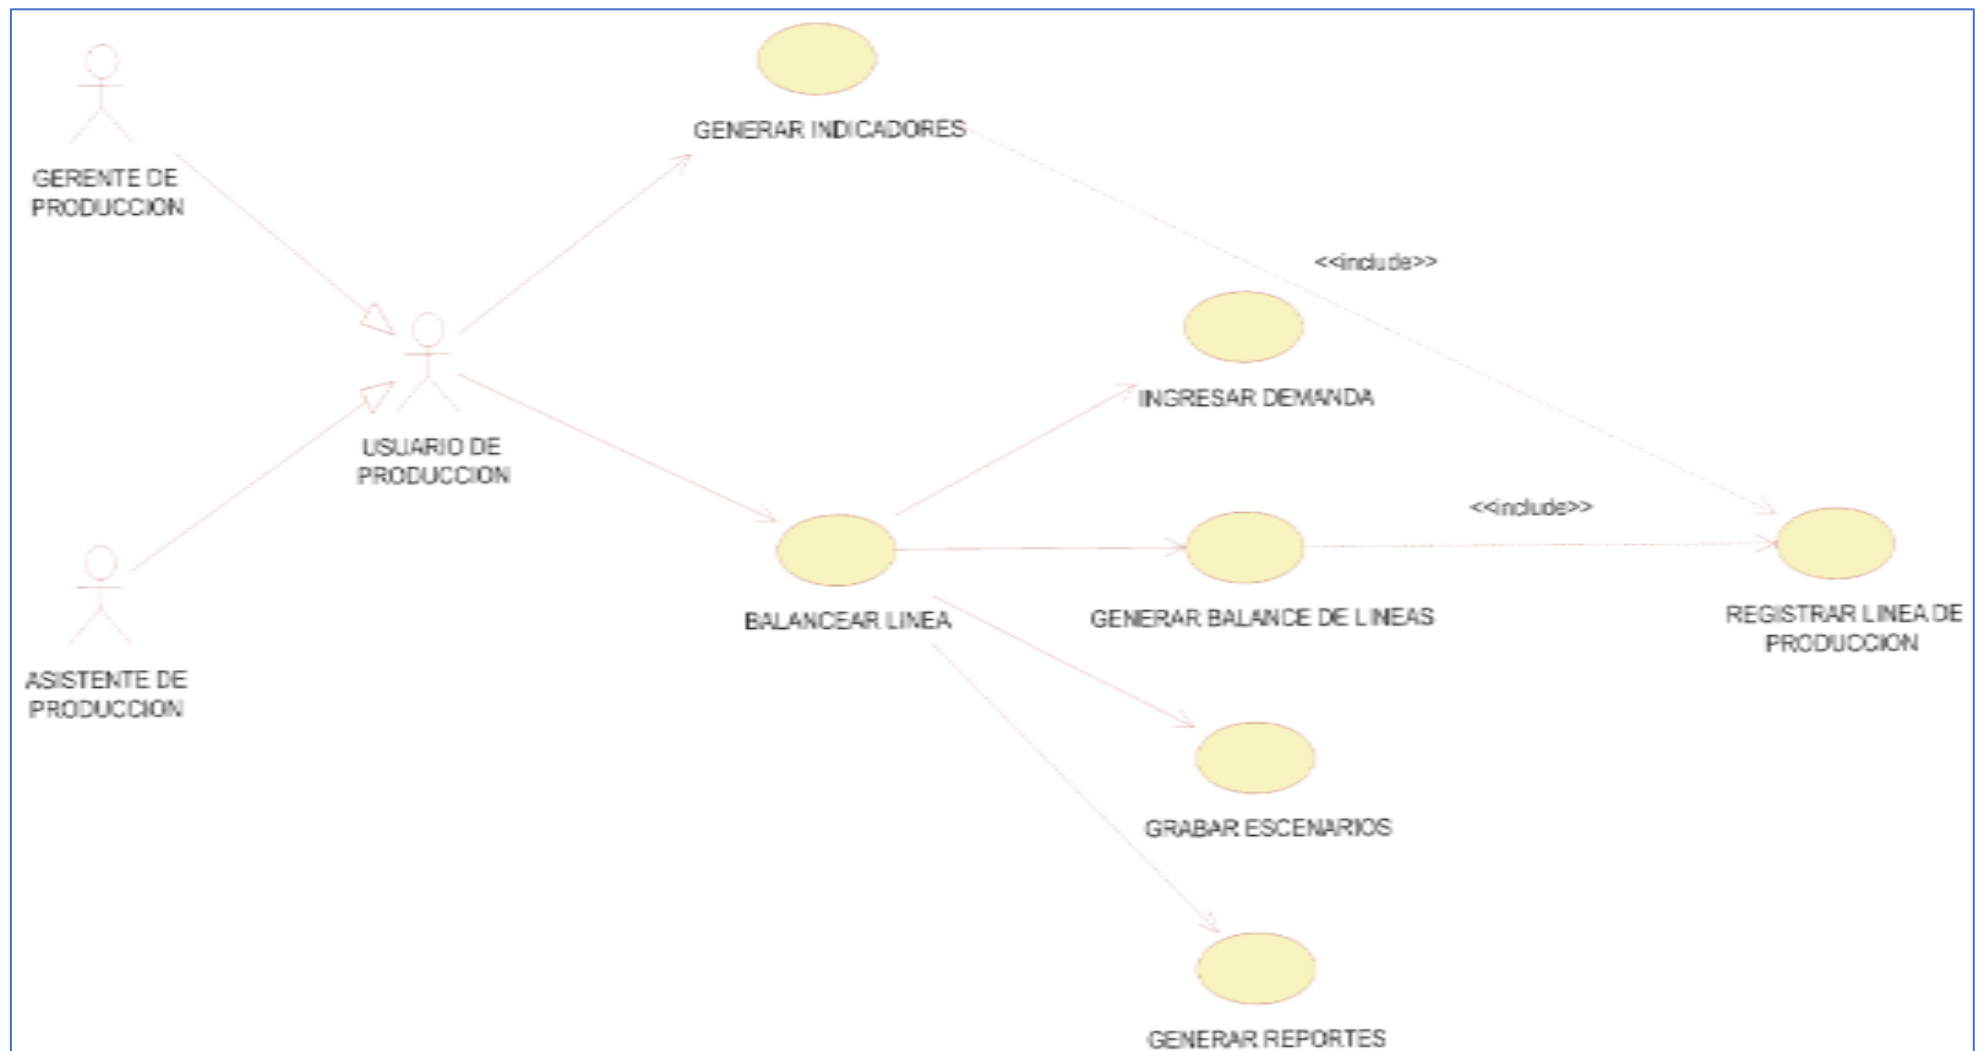 GENERAR INDICADORES
GERENTE DE
PRODUCCION
<<include>>
INGRESAR DEMANDA
USUARIO DE
PRODUCCION
<<include>>
BALANCEAR LINEA
GENERAR BALANCE DE LINEAS
REGISTRAR LINEA DE
PRODUCCION
ASISTENTE DE
PRODUCCION
GRABAR ESCENARIOS
GENERAR REPORTES